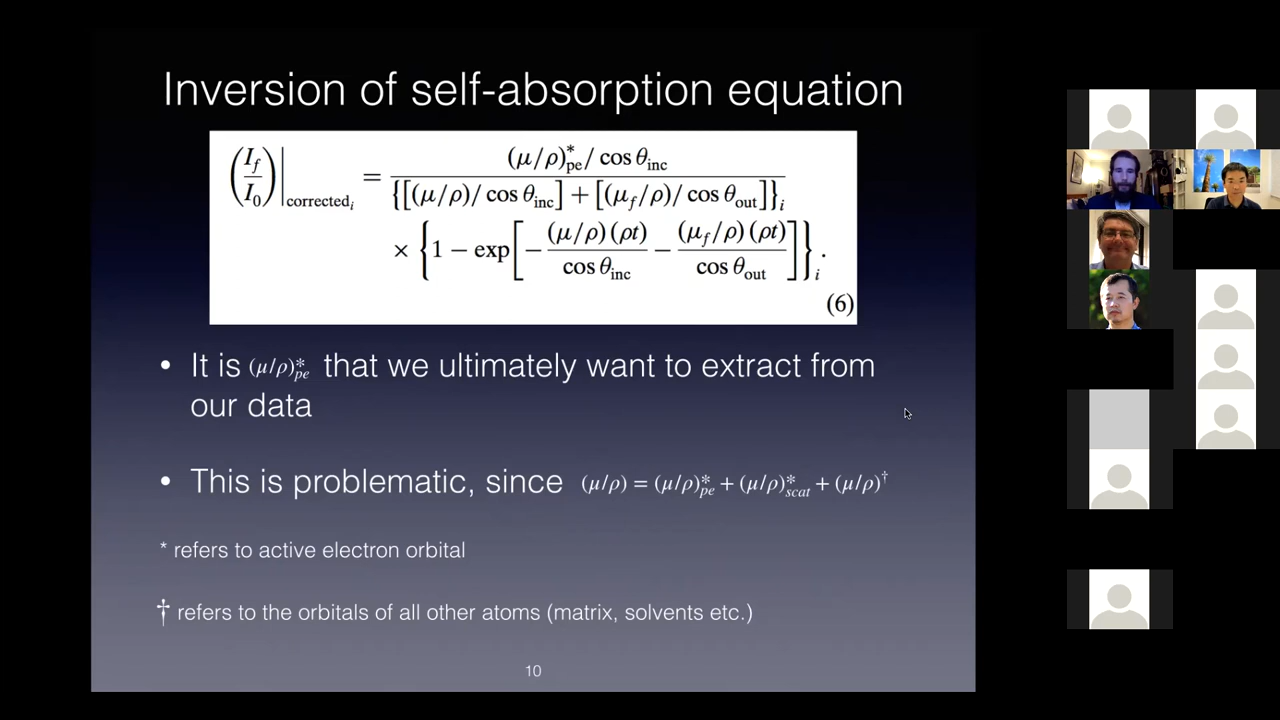 Inversion of self-absorption equation
(I_f/I_0)|corrected_i = (μ/ρ)*_pe / cos θ_inc
{[(μ/ρ)/ cos θ_inc] + [(μ_f/ρ)/ cos θ_out]}_i
× {1 − exp[− (μ/ρ)(ρt)/cos θ_inc − (μ_f/ρ)(ρt)/cos θ_out]}_i.
(6)
• It is (μ/ρ)*_pe that we ultimately want to extract from
our data
• This is problematic, since (μ/ρ) = (μ/ρ)*_pe + (μ/ρ)*_scat + (μ/ρ)†
* refers to active electron orbital
† refers to the orbitals of all other atoms (matrix, solvents etc.)
10